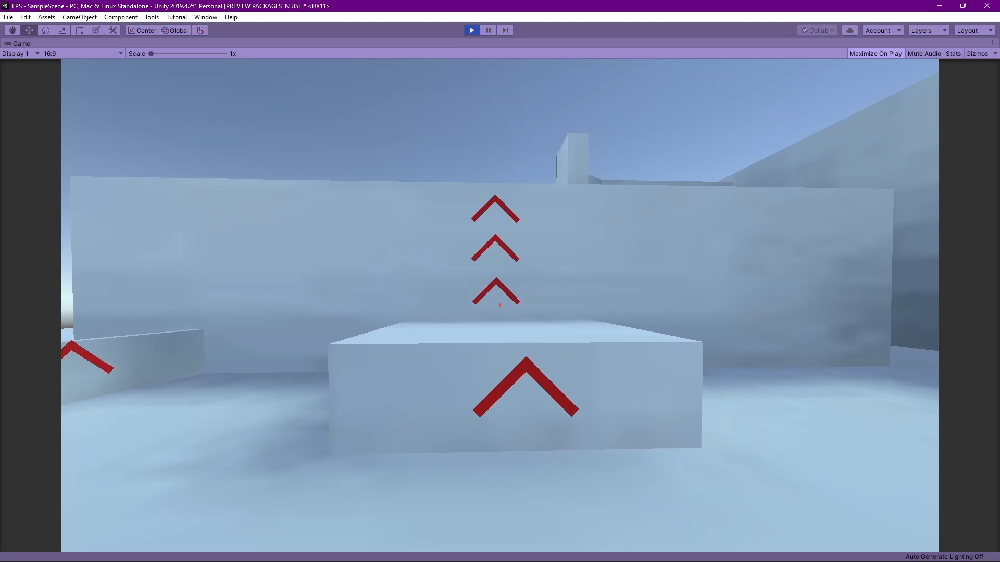 FPS - SampleScene - PC, Mac & Linux Standalone - Unity 2019.4.2f1 Personal [PREVIEW PACKAGES IN USE]* <DX11>
File Edit Assets GameObject Component Tools Tutorial Window Help
Center Global Collab Account Layers Layout
Game
Display 1 16:9 Scale 1x Maximize On Play Mute Audio Stats Gizmos
Auto Generate Lighting Off